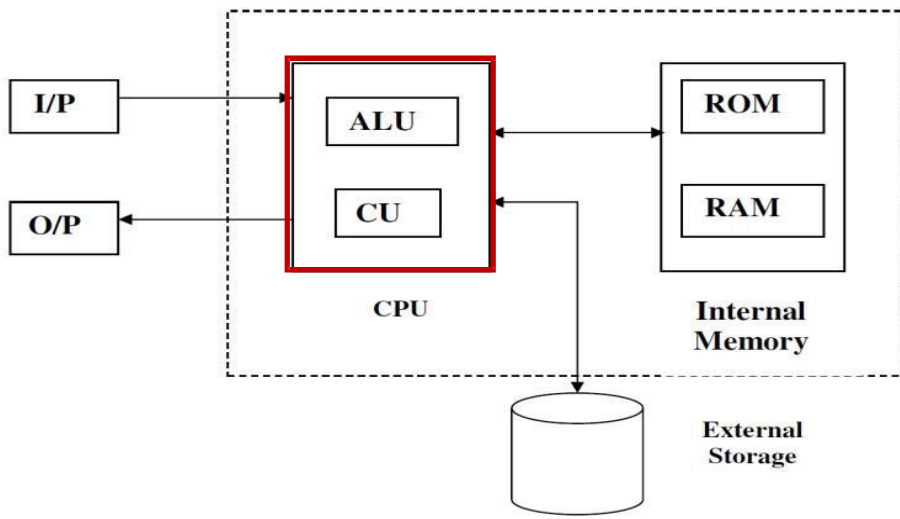 I/P
ALU
ROM
O/P
CU
RAM
CPU
Internal
Memory
External
Storage